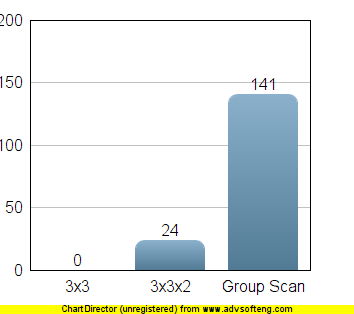 200
150
100
50
0
0
24
141
3x3
3x3x2
Group Scan
ChartDirector (unregistered) from www.advsofteng.com